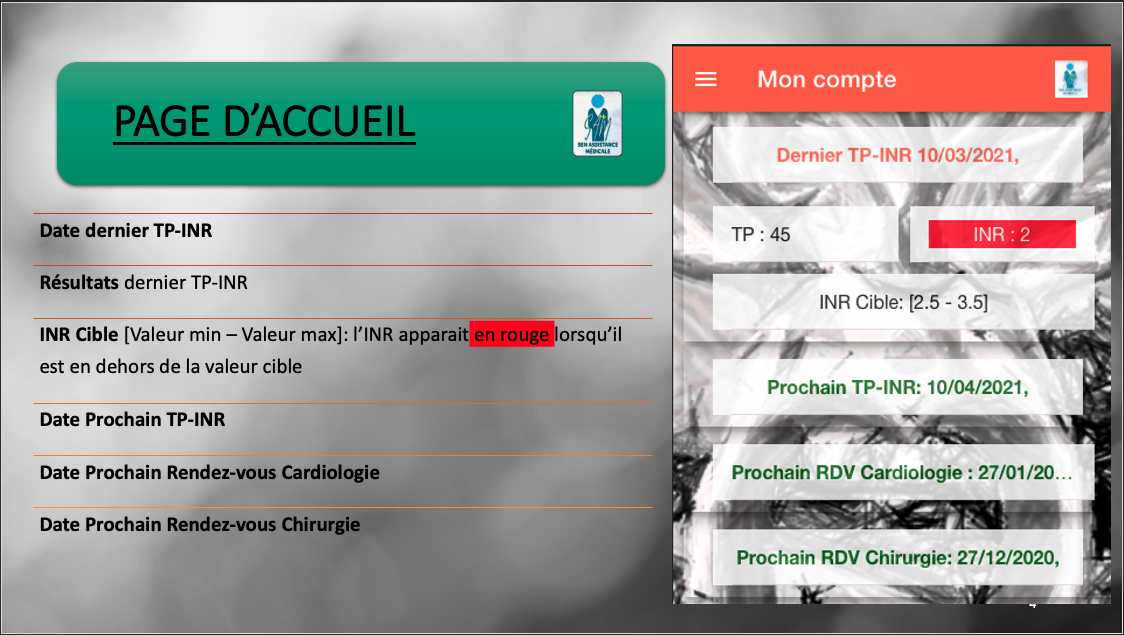 PAGE D’ACCUEIL
SEN ASSISTANCE
MÉDICALE
Date dernier TP-INR
Résultats dernier TP-INR
INR Cible [Valeur min – Valeur max]: l’INR apparait en rouge lorsqu’il
est en dehors de la valeur cible
Date Prochain TP-INR
Date Prochain Rendez-vous Cardiologie
Date Prochain Rendez-vous Chirurgie
Mon compte
Dernier TP-INR 10/03/2021,
TP : 45
INR : 2
INR Cible: [2.5 - 3.5]
Prochain TP-INR: 10/04/2021,
Prochain RDV Cardiologie : 27/01/20…
Prochain RDV Chirurgie: 27/12/2020,
4